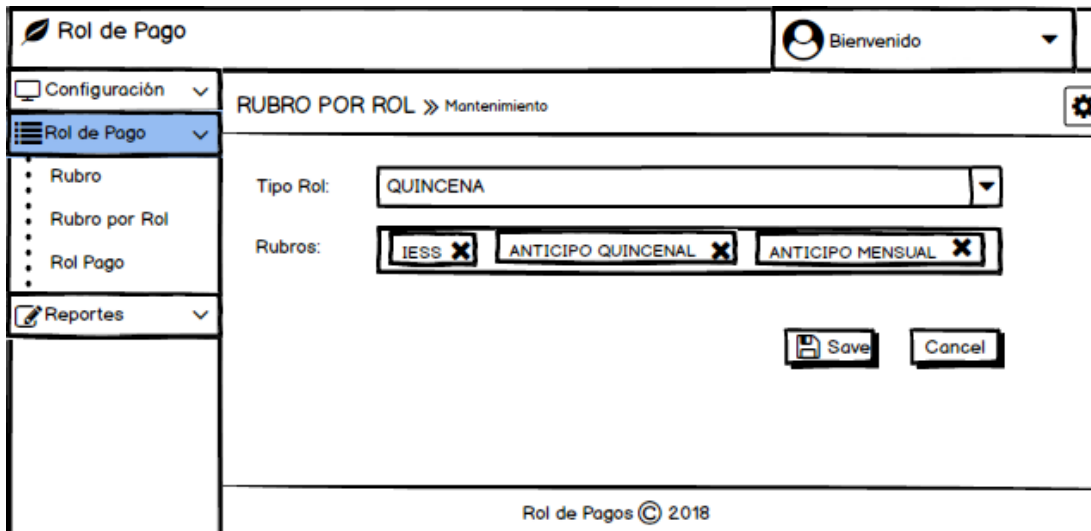 Rol de Pago
Bienvenido
Configuración
Rol de Pago
Rubro
Rubro por Rol
Rol Pago
Reportes
RUBRO POR ROL » Mantenimiento
Tipo Rol: QUINCENA
Rubros: IESS ANTICIPO QUINCENAL ANTICIPO MENSUAL
Save Cancel
Rol de Pagos © 2018